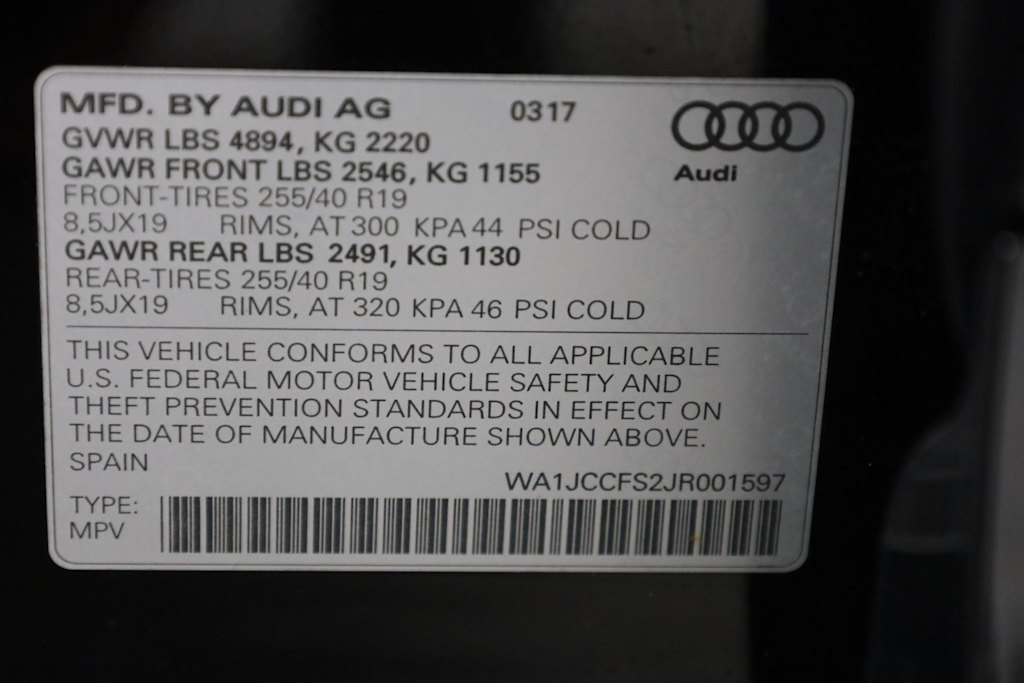 MFD. BY AUDI AG 0317
GVWR LBS 4894, KG 2220
GAWR FRONT LBS 2546, KG 1155
Audi
FRONT-TIRES 255/40 R19
8,5JX19 RIMS, AT 300 KPA 44 PSI COLD
GAWR REAR LBS 2491, KG 1130
REAR-TIRES 255/40 R19
8,5JX19 RIMS, AT 320 KPA 46 PSI COLD
THIS VEHICLE CONFORMS TO ALL APPLICABLE
U.S. FEDERAL MOTOR VEHICLE SAFETY AND
THEFT PREVENTION STANDARDS IN EFFECT ON
THE DATE OF MANUFACTURE SHOWN ABOVE.
SPAIN
WA1JCCFS2JR001597
TYPE:
MPV